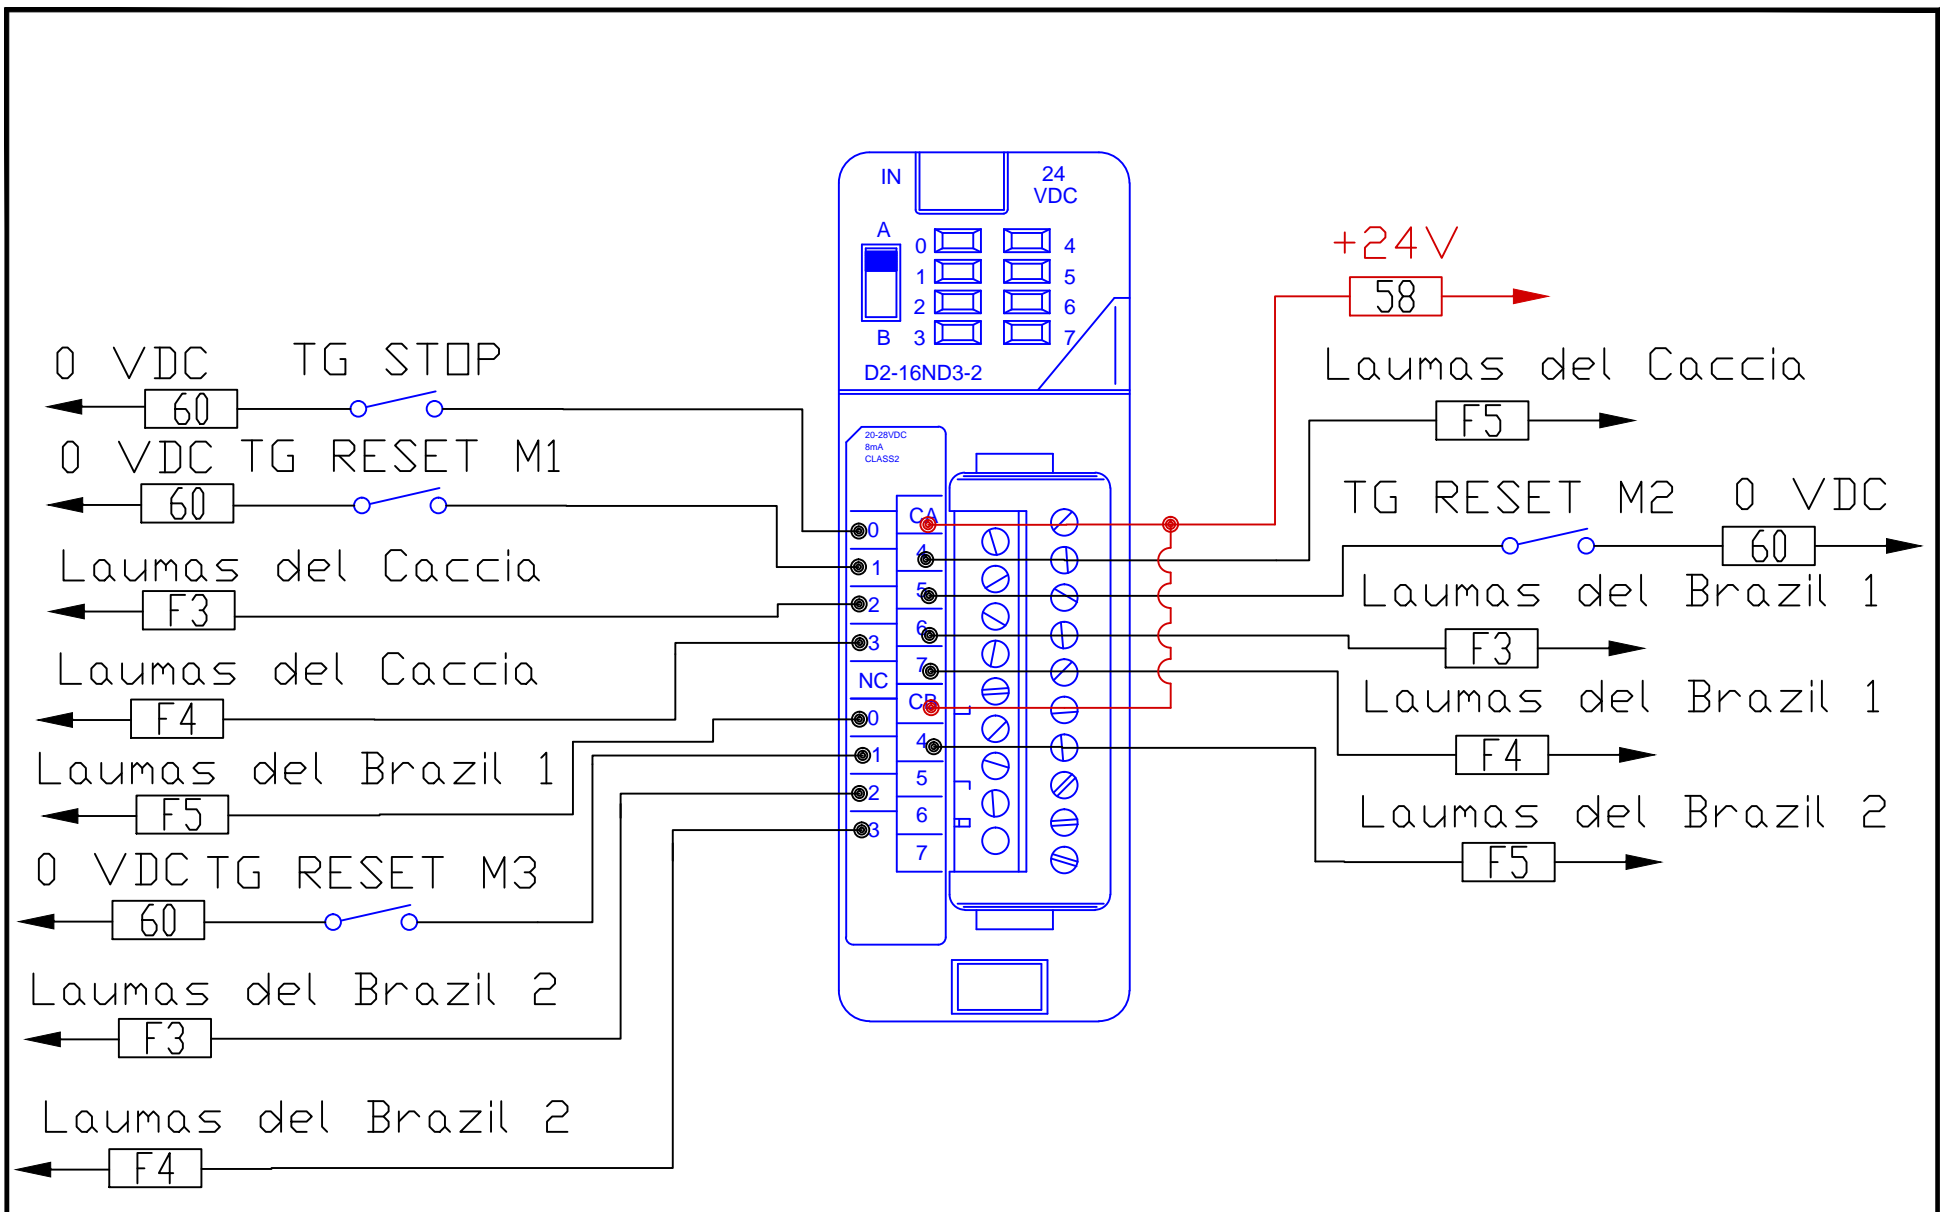 IN
24
VDC
A
0
4
1
5
2
6
B
3
7
D2-16ND3-2
20-28VDC
8mA
CLASS2
CA
0
4
1
5
2
6
3
7
NC
CB
0
4
1
5
2
6
3
7
0 VDC TG STOP
60
0 VDC TG RESET M1
60
Laumas del Caccia
F3
Laumas del Caccia
F4
Laumas del Brazil 1
F5
0 VDC TG RESET M3
60
Laumas del Brazil 2
F3
Laumas del Brazil 2
F4
+24V
58
Laumas del Caccia
F5
TG RESET M2 0 VDC
60
Laumas del Brazil 1
F3
Laumas del Brazil 1
F4
Laumas del Brazil 2
F5